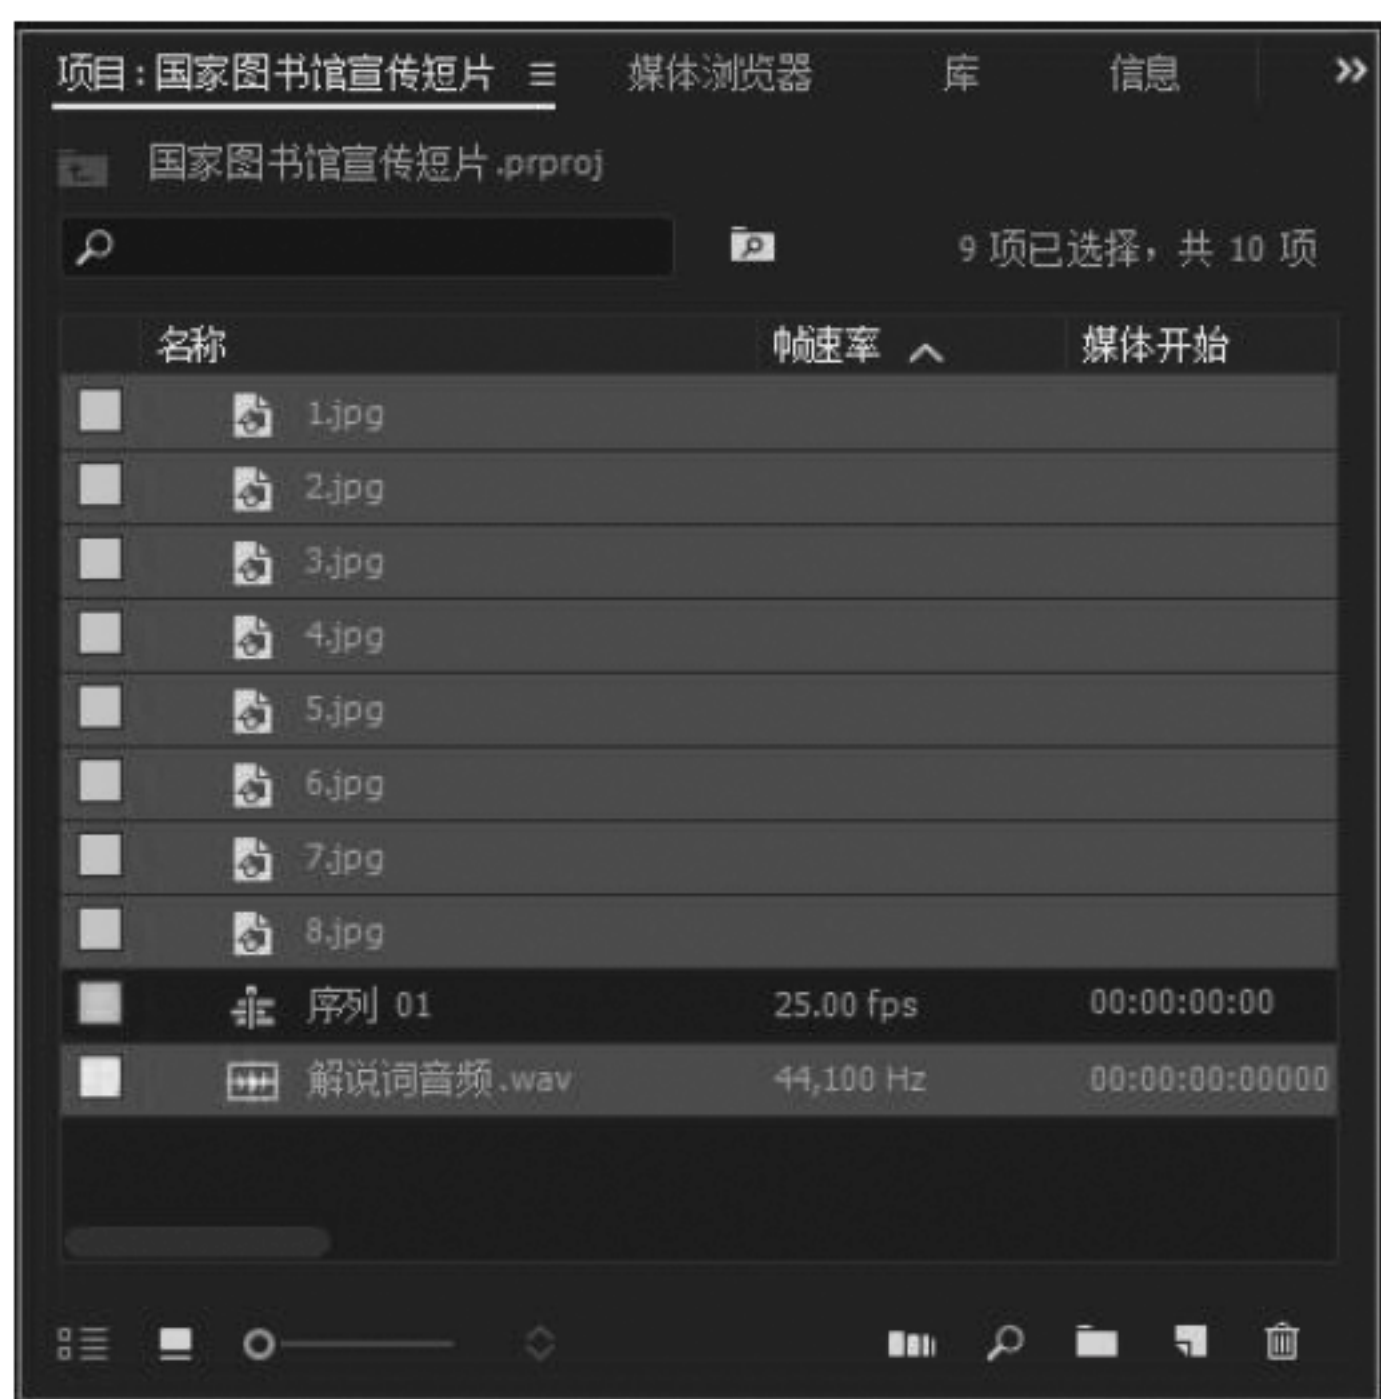 项目:国家图书馆宣传短片 媒体浏览器 库 信息
国家图书馆宣传短片.prproj
9 项已选择，共 10 项
名称 帧速率 媒体开始
1.jpg
2.jpg
3.jpg
4.jpg
5.jpg
6.jpg
7.jpg
8.jpg
序列 01 25.00 fps 00:00:00:00
解说词音频.wav 44,100 Hz 00:00:00:00000